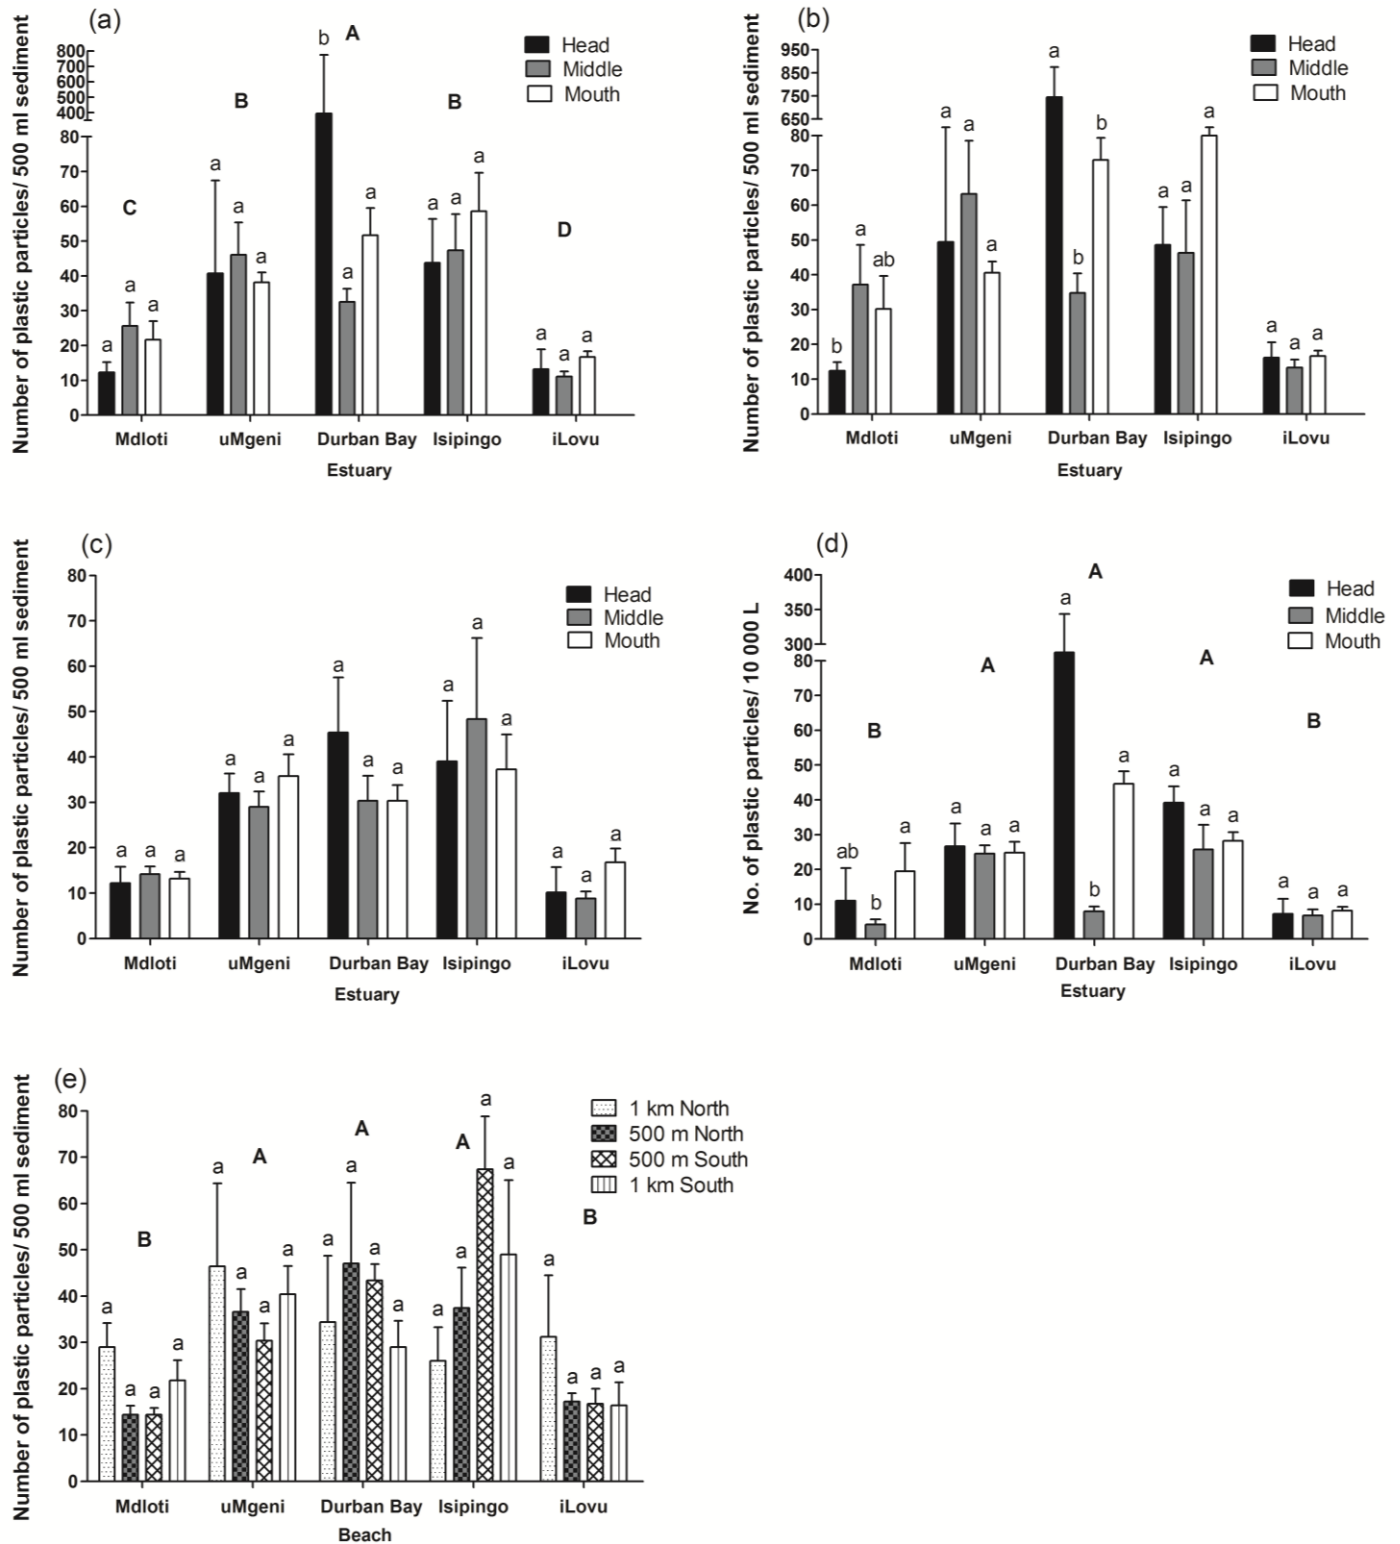 (a)
Number of plastic particles/ 500 ml sediment
800
700
600
500
400
80
70
60
50
40
30
20
10
0
C
B
A
B
D
a a a
a a a
b a a
a a a
a a a
Head
Middle
Mouth
Mdloti uMgeni Durban Bay Isipingo iLovu
Estuary
(b)
Number of plastic particles/ 500 ml sediment
950
850
750
650
80
70
60
50
40
30
20
10
0
b a ab
a a a
a b b
a a a
a a a
Head
Middle
Mouth
Mdloti uMgeni Durban Bay Isipingo iLovu
Estuary
(c)
Number of plastic particles/ 500 ml sediment
80
70
60
50
40
30
20
10
0
a a a
a a a
a a a
a a a
a a a
Head
Middle
Mouth
Mdloti uMgeni Durban Bay Isipingo iLovu
Estuary
(d)
No. of plastic particles/ 10 000 L
400
350
300
80
70
60
50
40
30
20
10
0
B
A
A
A
B
ab b a
a a a
a b a
a a a
a a a
Head
Middle
Mouth
Mdloti uMgeni Durban Bay Isipingo iLovu
Estuary
(e)
Number of plastic particles/ 500 ml sediment
80
70
60
50
40
30
20
10
0
B
A
A
A
B
a a a a
a a a a
a a a a
a a a a
a a a a
1 km North
500 m North
500 m South
1 km South
Mdloti uMgeni Durban Bay Isipingo iLovu
Beach